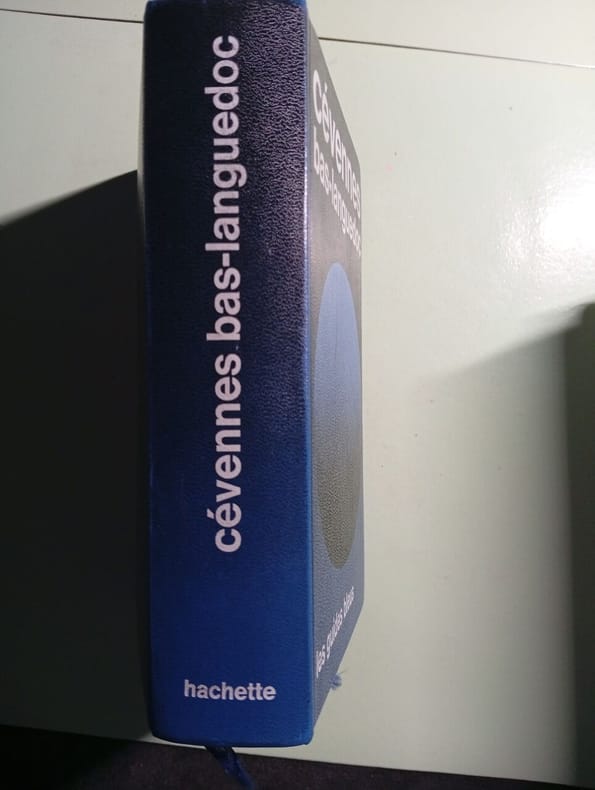 cévennes bas-languedoc
hachette
cévennes
bas-languedoc
les guides bleus